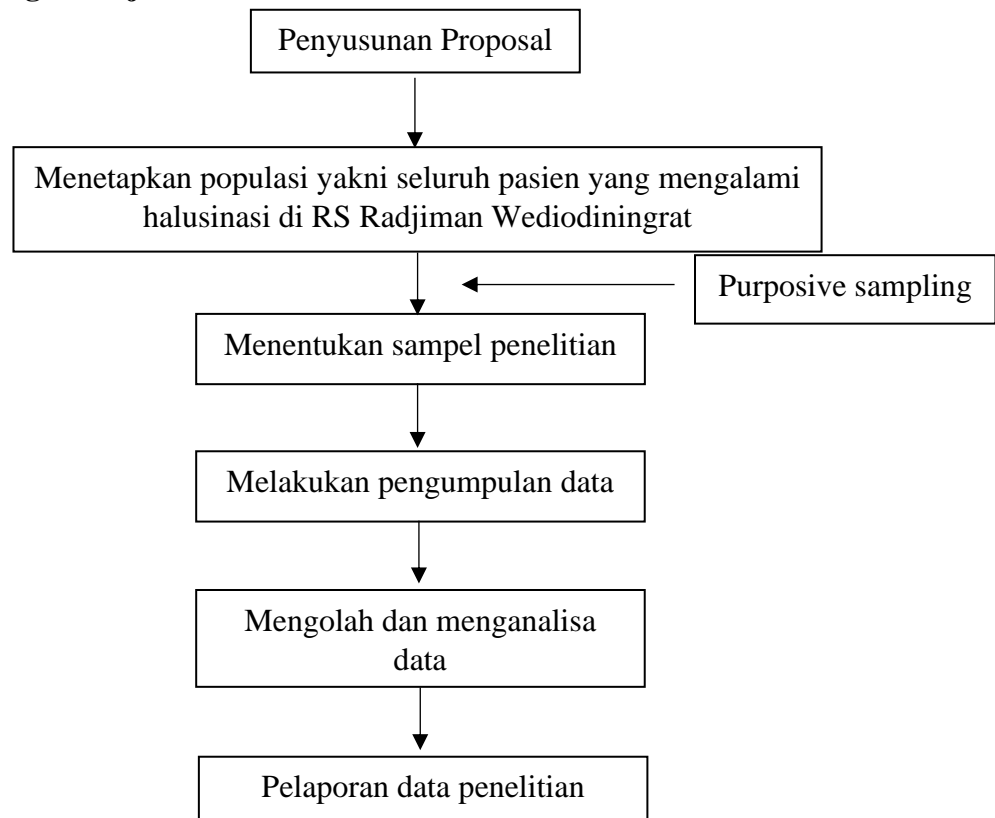 Penyusunan Proposal
Menetapkan populasi yakni seluruh pasien yang mengalami
halusinasi di RS Radjiman Wediodiningrat
Purposive sampling
Menentukan sampel penelitian
Melakukan pengumpulan data
Mengolah dan menganalisa
data
Pelaporan data penelitian